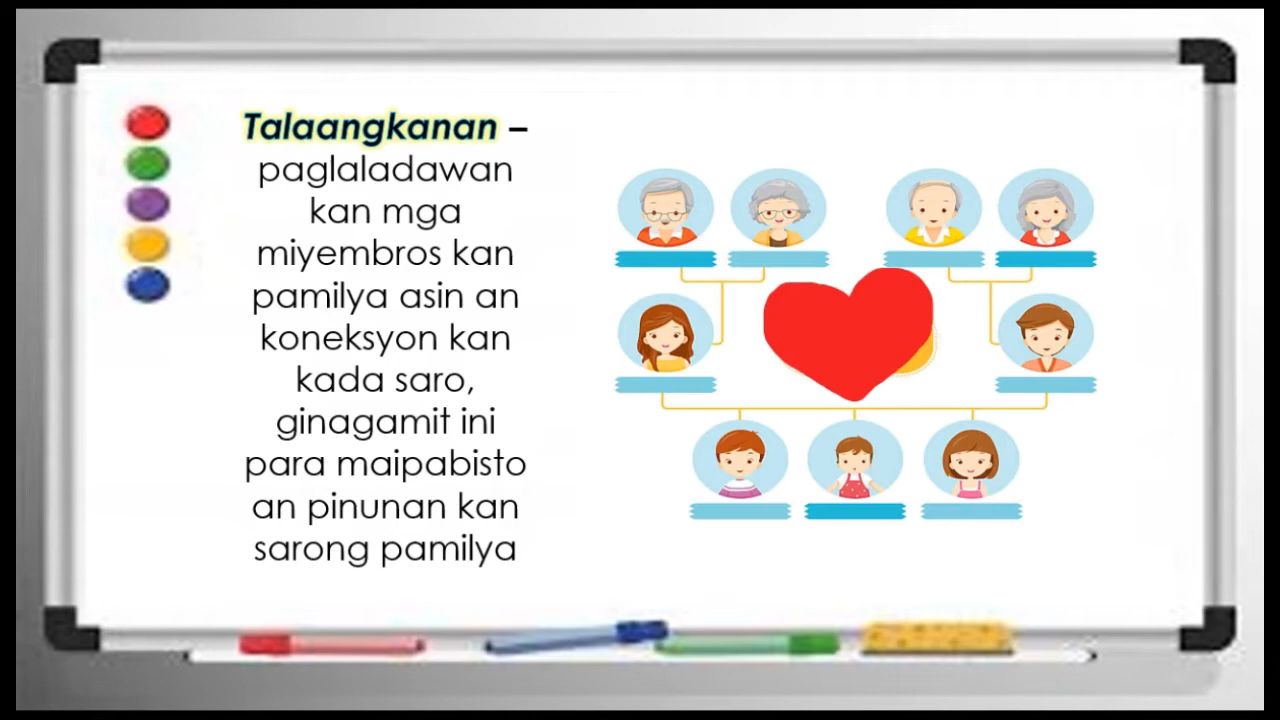 Talaangkanan –
paglaladawan
kan mga
miyembros kan
pamilya asin an
koneksyon kan
kada saro,
ginagamit ini
para maipabisto
an pinunan kan
sarong pamilya